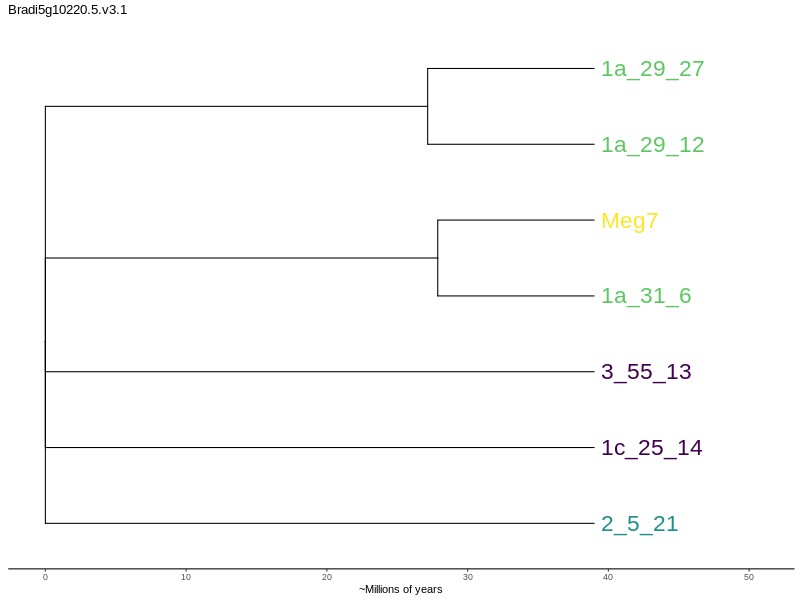 Bradi5g10220.5.v3.1
1a_29_27
1a_29_12
Meg7
1a_31_6
3_55_13
1c_25_14
2_5_21
0 10 20 30 40 50
~Millions of years